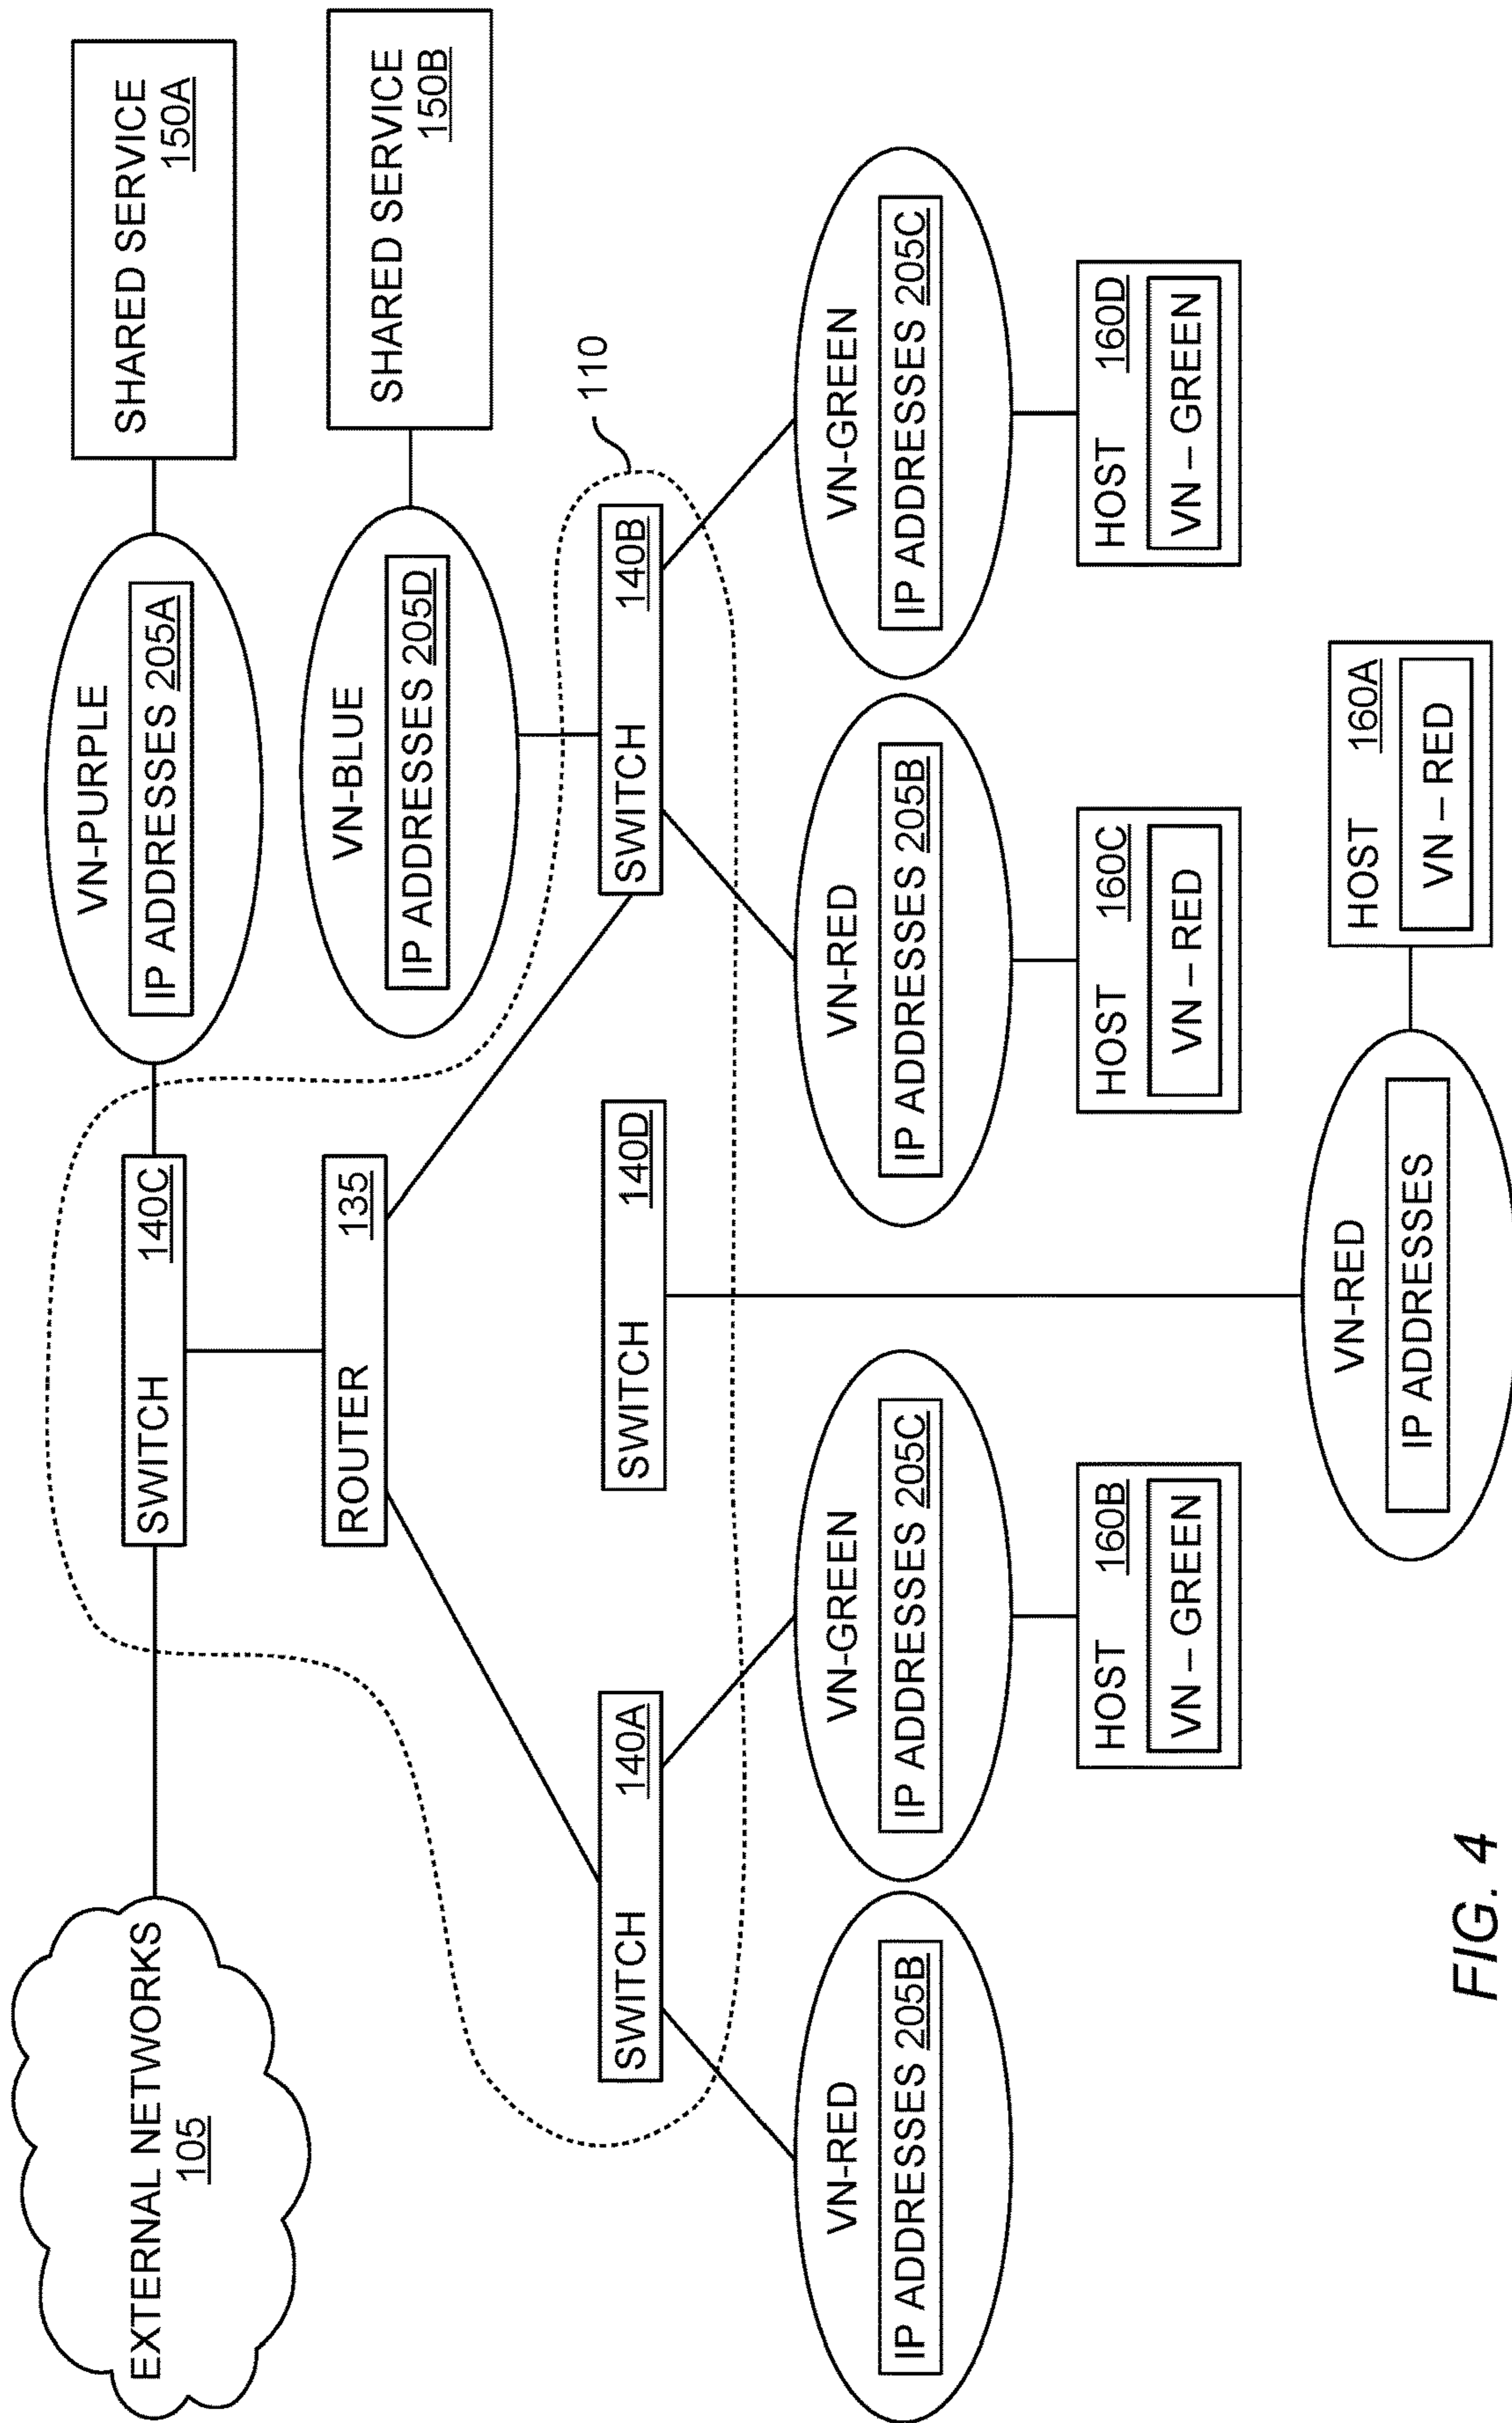 EXTERNAL NETWORKS
105
SWITCH 140C
VN-PURPLE
IP ADDRESSES 205A
SHARED SERVICE
150A
ROUTER 135
VN-BLUE
IP ADDRESSES 205D
SHARED SERVICE
150B
110
SWITCH 140A
SWITCH 140D
SWITCH 140B
VN-RED
IP ADDRESSES 205B
VN-GREEN
IP ADDRESSES 205C
VN-RED
IP ADDRESSES 205B
VN-GREEN
IP ADDRESSES 205C
HOST 160B
VN – GREEN
HOST 160C
VN – RED
HOST 160D
VN – GREEN
VN-RED
IP ADDRESSES
HOST 160A
VN – RED
FIG. 4